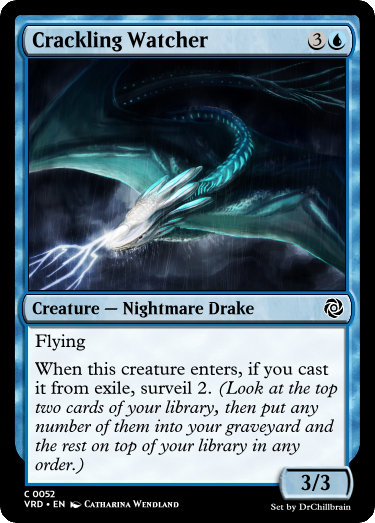 Crackling Watcher 3
Creature — Nightmare Drake
Flying
When this creature enters, if you cast
it from exile, surveil 2. (Look at the top
two cards of your library, then put any
number of them into your graveyard and
the rest on top of your library in any
order.)
3/3
C 0052
VRD • EN Catharina Wendland
Set by DrChillbrain